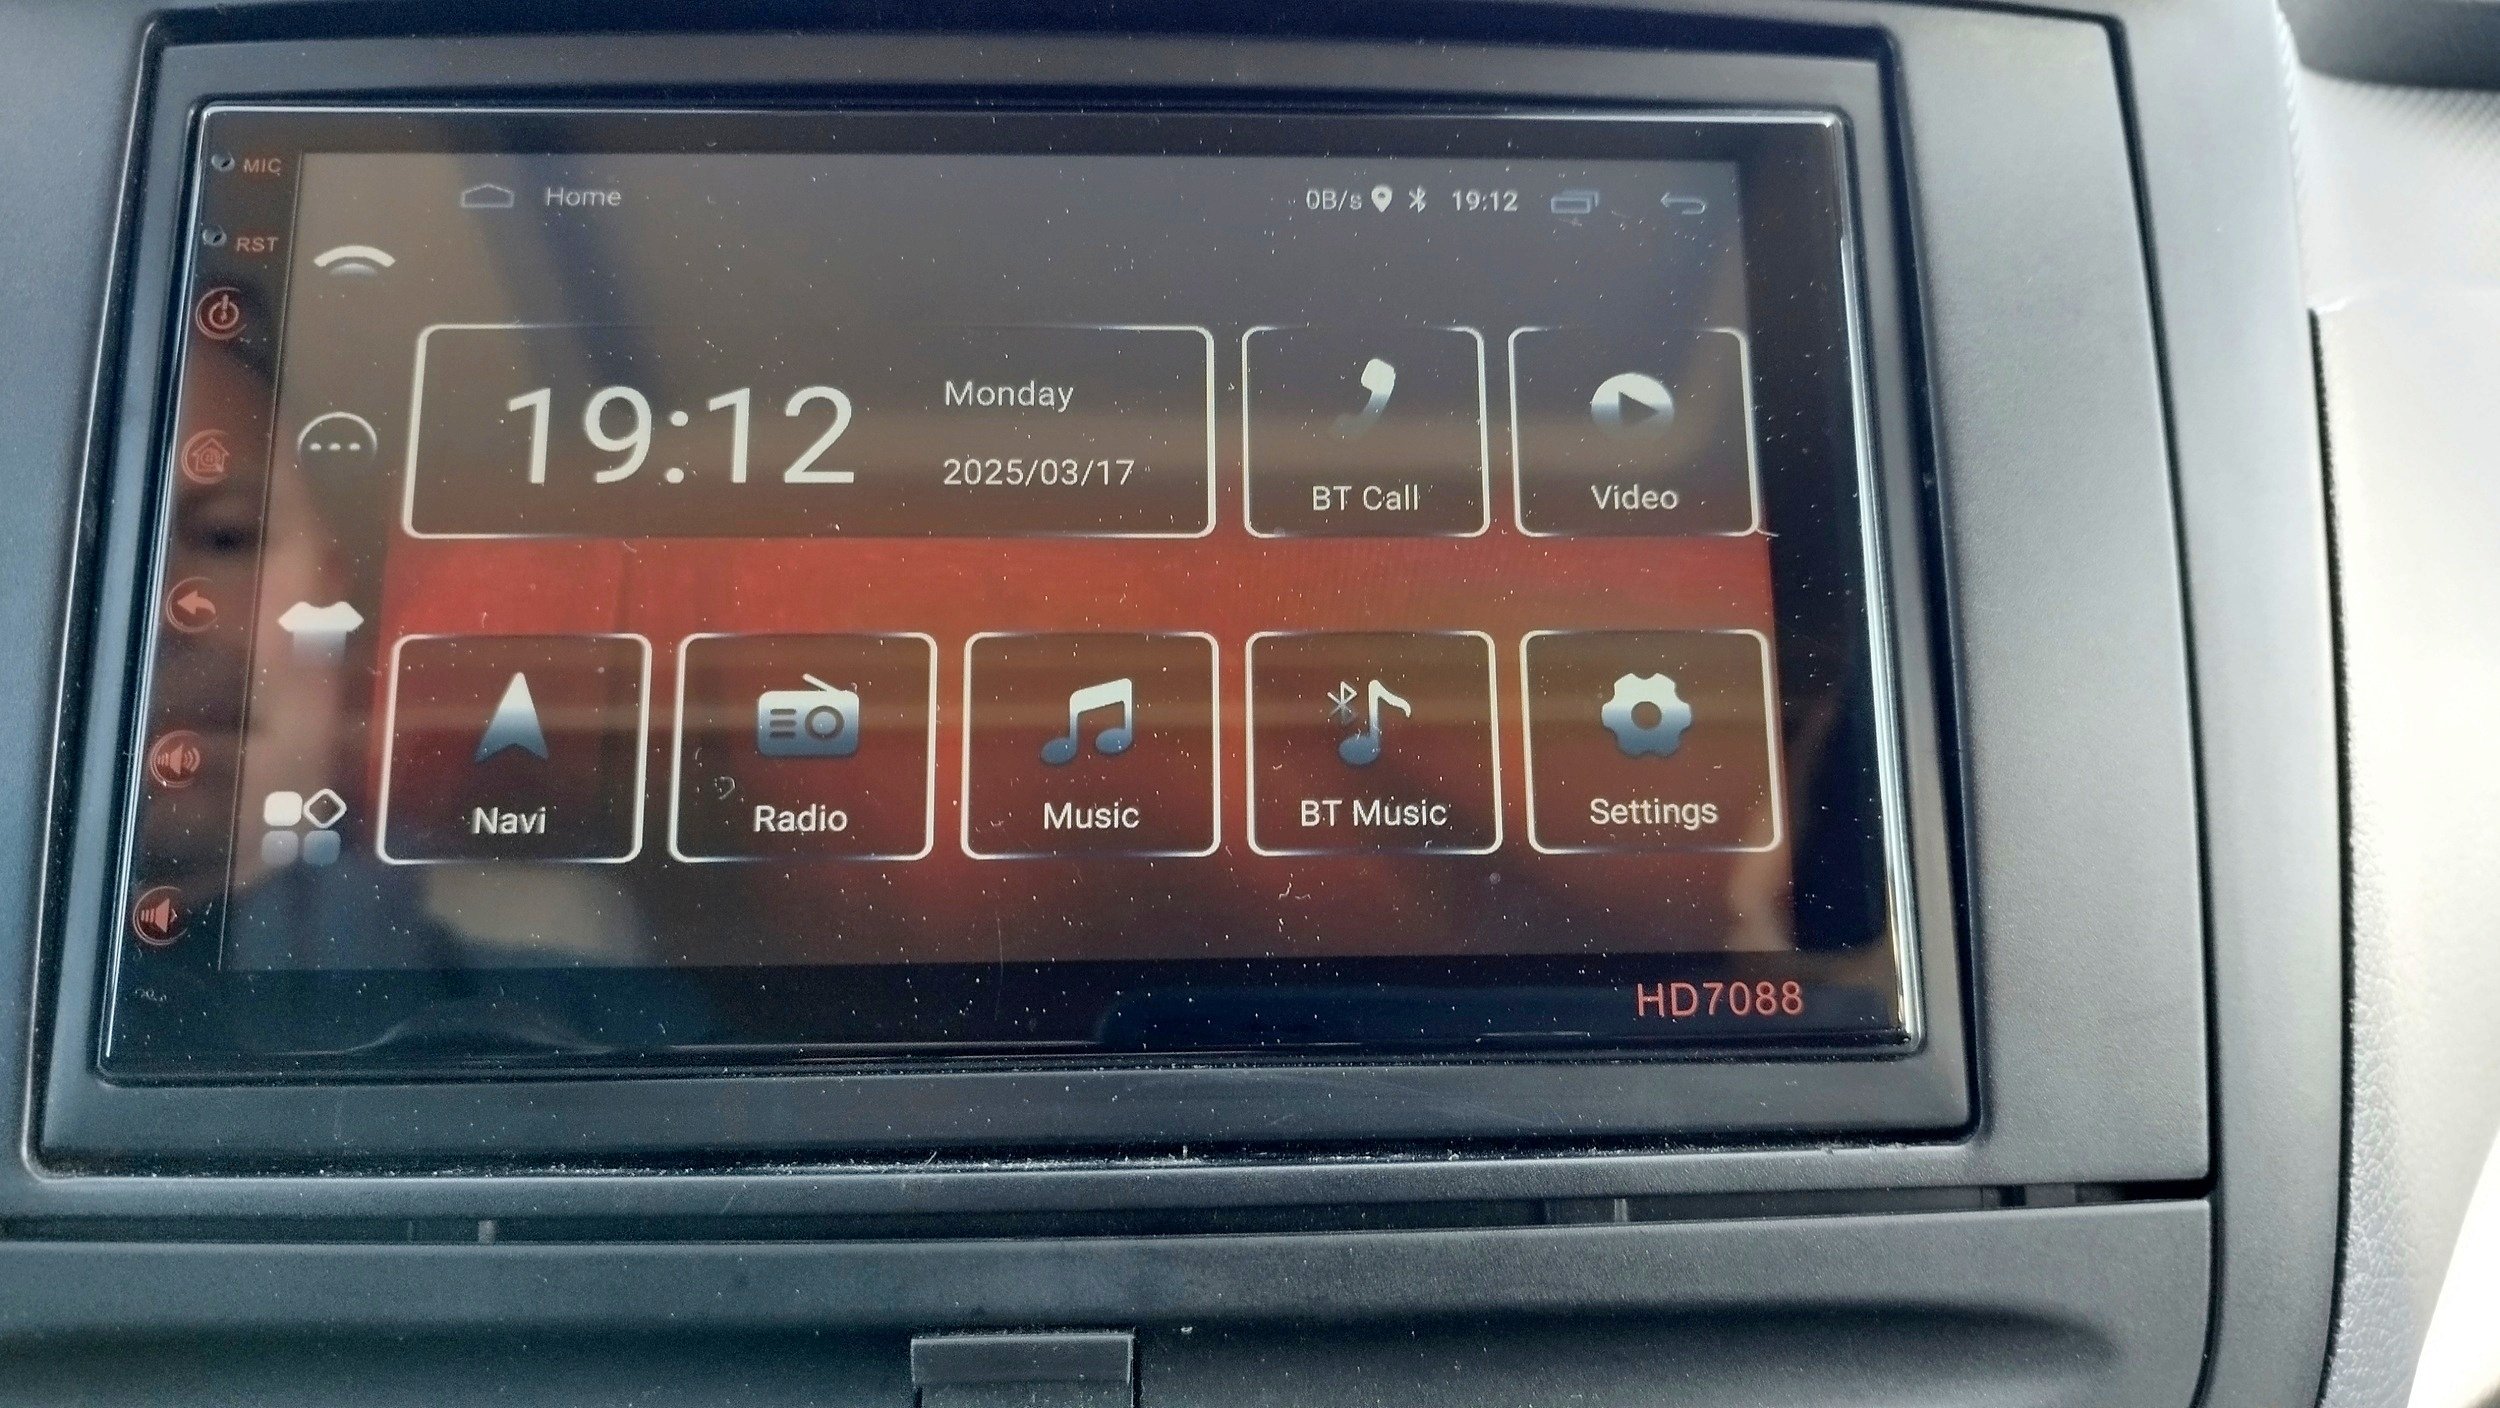 MIC
RST
Home
0B/s 19:12
19:12
Monday
2025/03/17
BT Call
Video
Navi
Radio
Music
BT Music
Settings
HD7088